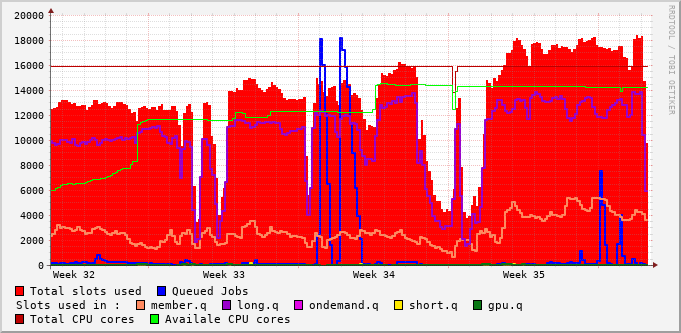 20000
18000
16000
14000
12000
10000
8000
6000
4000
2000
0
Week 32 Week 33 Week 34 Week 35
Total slots used Queued Jobs
Slots used in : member.q long.q ondemand.q short.q gpu.q
Total CPU cores Availale CPU cores
RRDTOOL / TOBI OETIKER